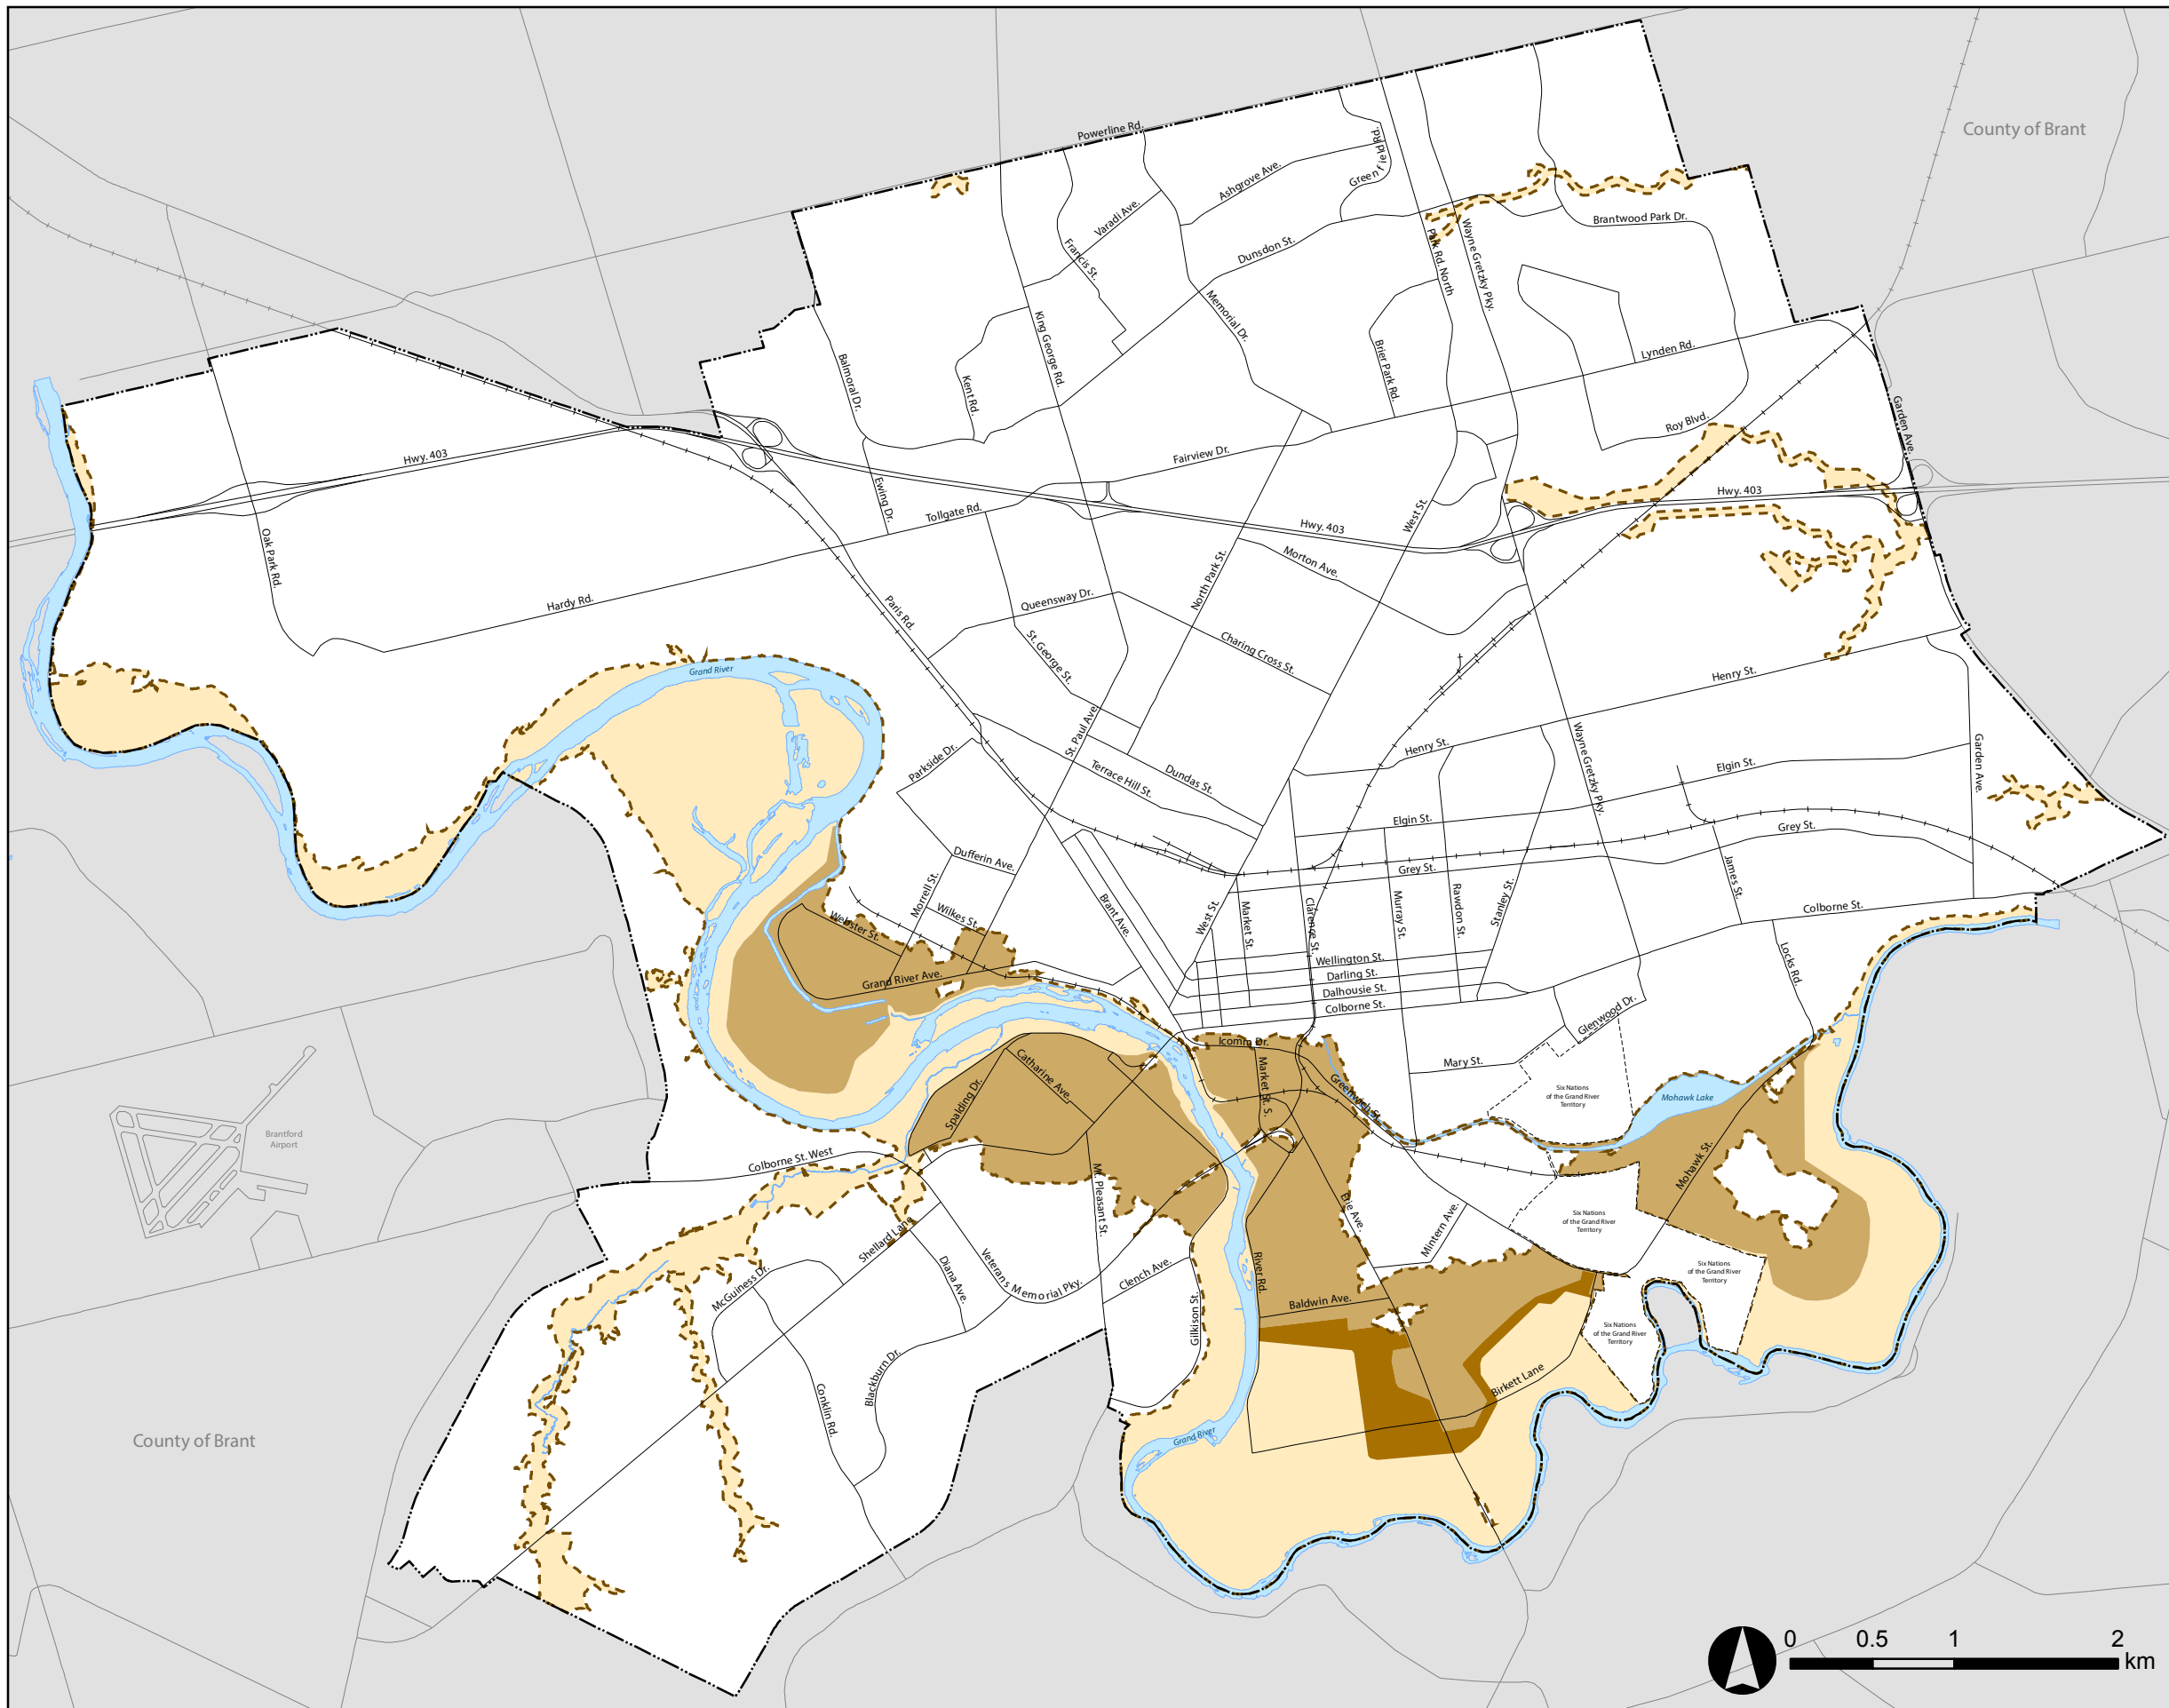 County of Brant
Powerline Rd.
Ashgrove Ave.
Greenfield Rd.
Varadi Ave.
Francis St.
Dunsdon St.
Brantwood Park Dr.
Park Rd. North
Wayne Gretzky Pky.
Memorial Dr.
King George Rd.
Balmoral Dr.
Kent Rd.
Brier Park Rd.
Lynden Rd.
Roy Blvd.
Garden Ave.
Hwy. 403
Fairview Dr.
Ewing Dr.
Tollgate Rd.
Hwy. 403
Hwy. 403
West St.
Oak Park Rd.
North Park St.
Morton Ave.
Hardy Rd.
Paris Rd.
Queensway Dr.
St. George St.
Charing Cross St.
Grand River
Henry St.
St. Paul Ave.
Parkside Dr.
Terrace Hill St.
Dundas St.
Henry St.
Wayne Gretzky Pky.
Elgin St.
Garden Ave.
Elgin St.
Grey St.
Dufferin Ave.
Grey St.
Morrell St.
Wilkes St.
Webster St.
Brant Ave.
West St.
Market St.
Clarence St.
Murray St.
Rawdon St.
Stanley St.
James St.
Colborne St.
Locks Rd.
Wellington St.
Darling St.
Dalhousie St.
Colborne St.
Grand River Ave.
Glenwood Dr.
Icomm Dr.
Market St. S.
Greenwich St.
Mary St.
Six Nations
of the Grand River
Territory
Mohawk Lake
Catharine Ave.
Spalding Dr.
Brantford
Airport
Colborne St. West
Mt. Pleasant St.
Mohawk St.
Erie Ave.
Mintern Ave.
Six Nations
of the Grand River
Territory
Shellard Lane
Diana Ave.
Veterans Memorial Pky.
McGuiness Dr.
Clench Ave.
Gilkison St.
River Rd.
Baldwin Ave.
Six Nations
of the Grand River
Territory
Six Nations
of the Grand River
Territory
Birkett Lane
Blackburn Dr.
Conklin Rd.
Grand River
County of Brant
0 0.5 1 2
km